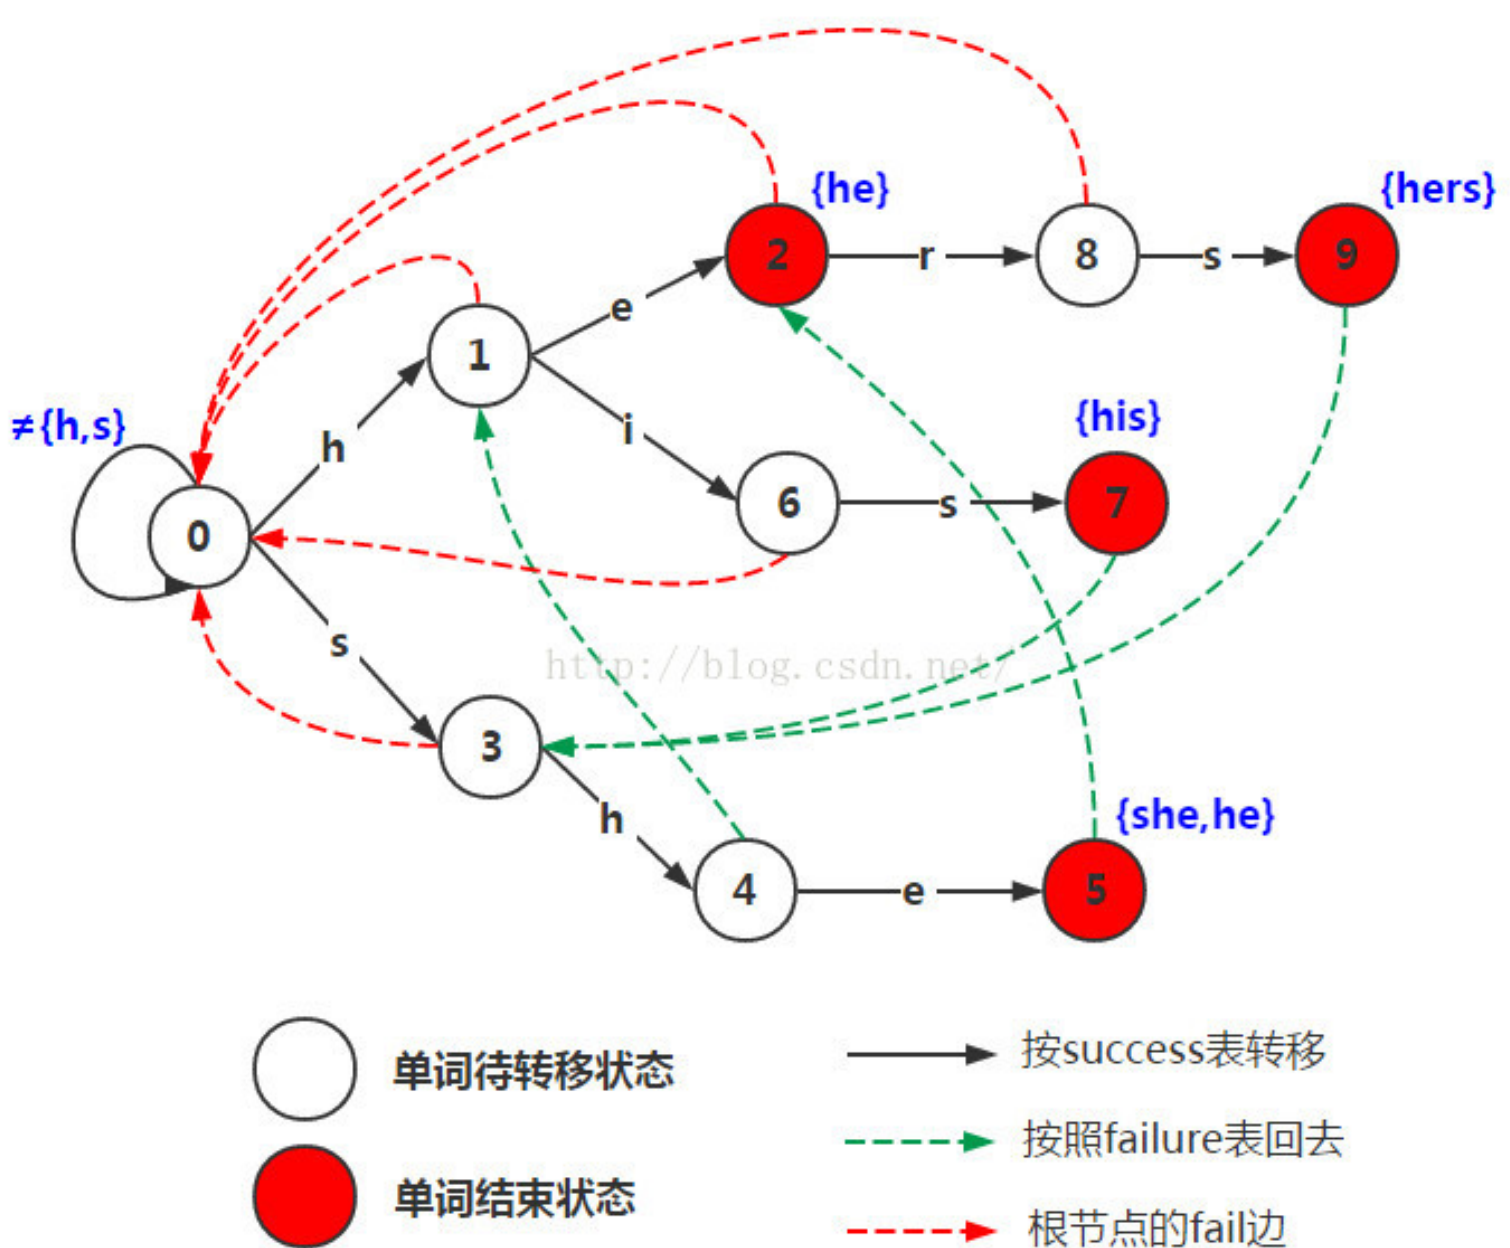 {he}
{hers}
2
r
8
s
9
e
1
≠{h,s}
h
i
{his}
6
s
7
0
s
http://blog.csdn.net/
3
h
{she,he}
4
e
5
单词待转移状态
按success表转移
按照failure表回去
单词结束状态
根节点的fail边